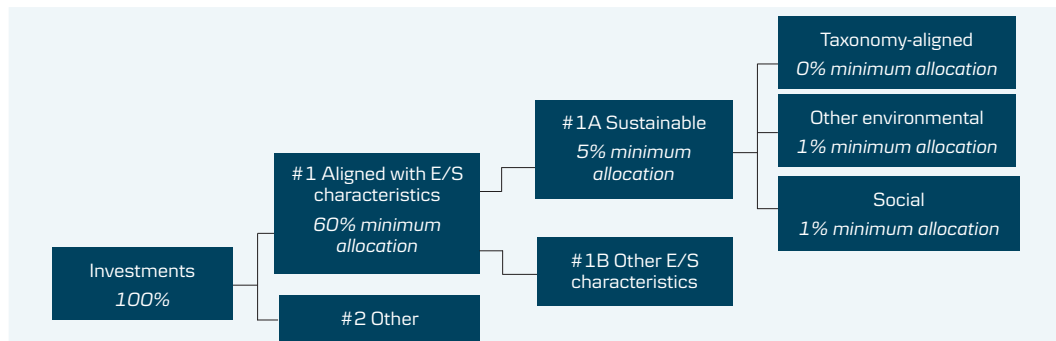 Investments
100%
#1 Aligned with E/S
characteristics
60% minimum
allocation
#2 Other
#1A Sustainable
5% minimum
allocation
#1B Other E/S
characteristics
Taxonomy-aligned
0% minimum allocation
Other environmental
1% minimum allocation
Social
1% minimum allocation